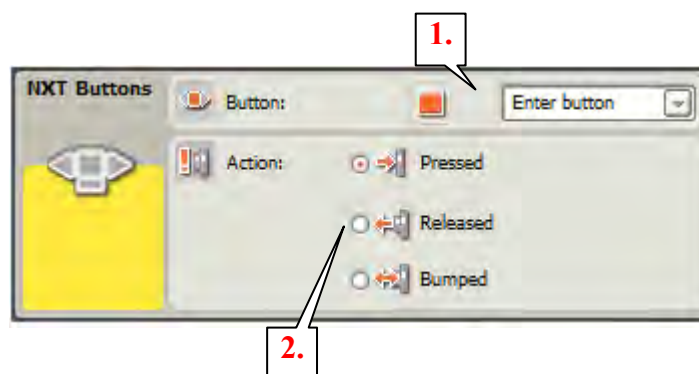 1.
NXT Buttons
Button:
Enter button
Action:
Pressed
Released
Bumped
2.